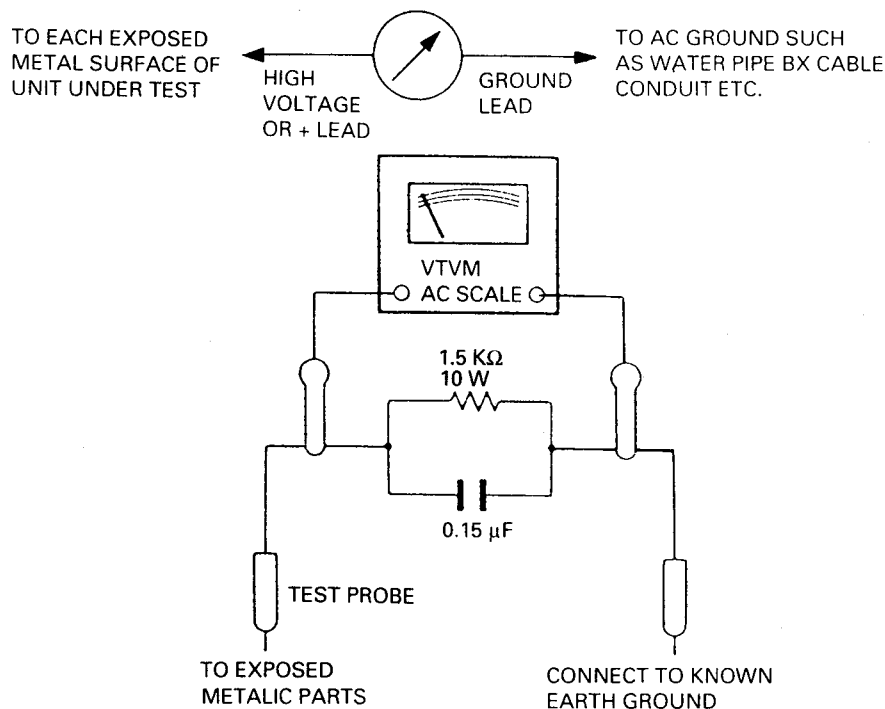 TO EACH EXPOSED
METAL SURFACE OF
UNIT UNDER TEST
HIGH
VOLTAGE
OR + LEAD
GROUND
LEAD
TO AC GROUND SUCH
AS WATER PIPE BX CABLE
CONDUIT ETC.
VTVM
AC SCALE
1.5 KΩ
10 W
0.15 μF
TEST PROBE
TO EXPOSED
METALIC PARTS
CONNECT TO KNOWN
EARTH GROUND